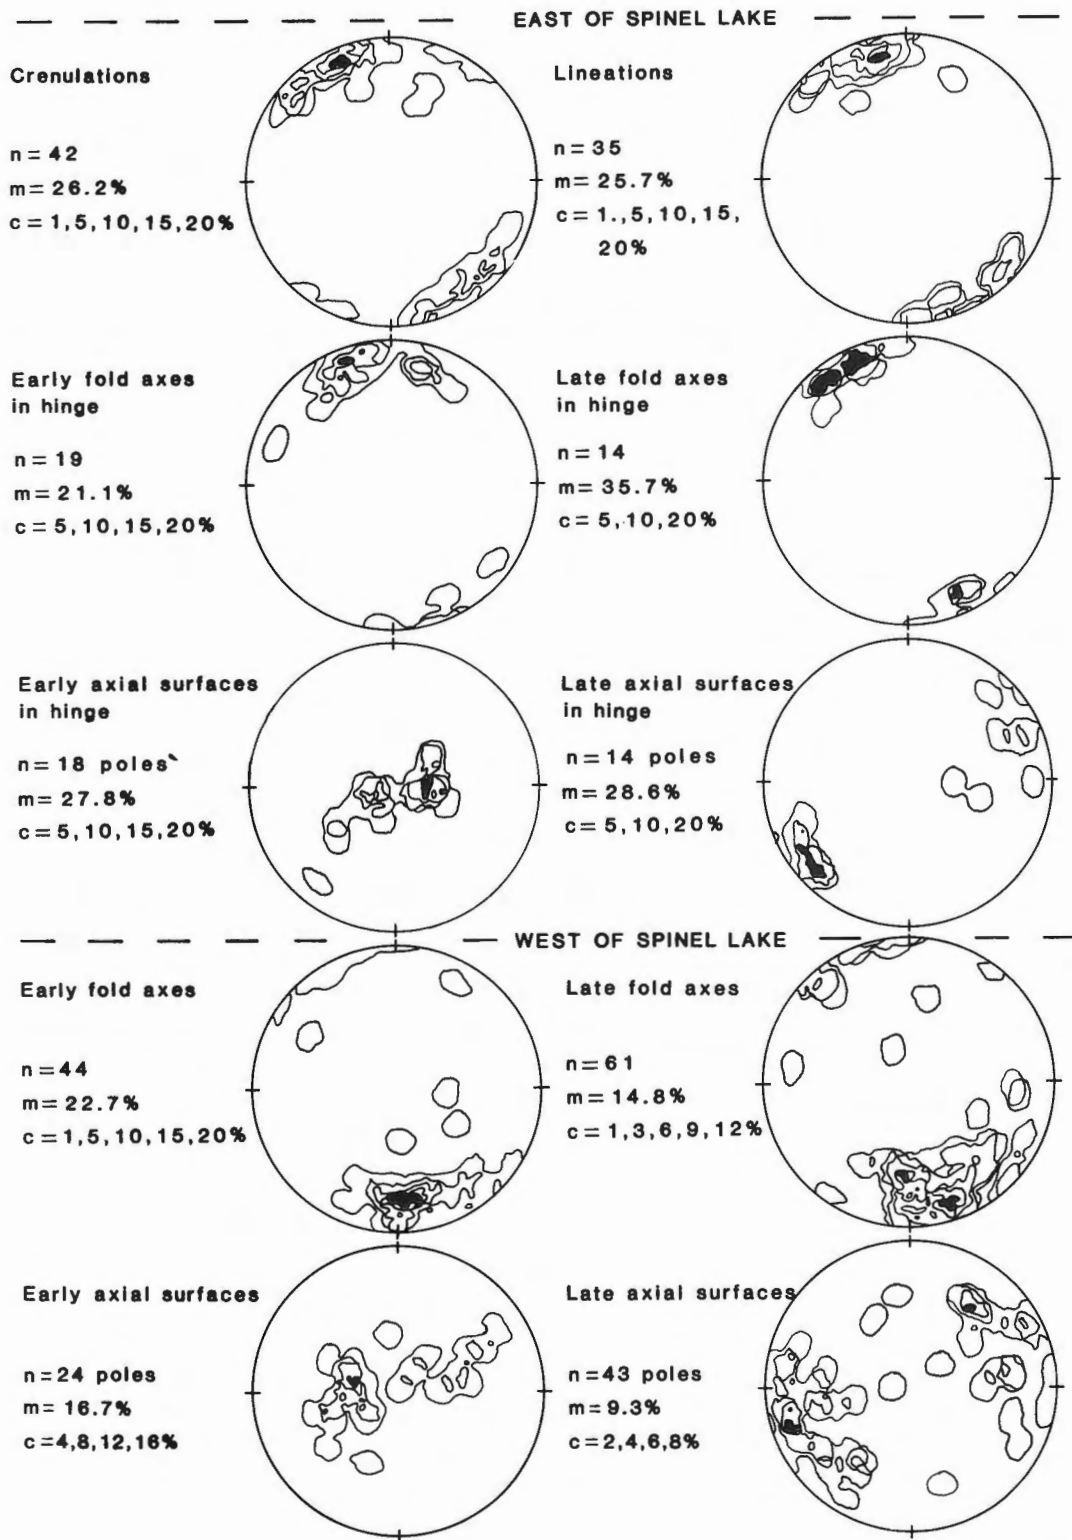 EAST OF SPINEL LAKE
Crenulations
n = 42
m = 26.2%
c = 1,5,10,15,20%
Lineations
n = 35
m = 25.7%
c = 1.,5,10,15,
20%
Early fold axes
in hinge
n = 19
m = 21.1%
c = 5,10,15,20%
Late fold axes
in hinge
n = 14
m = 35.7%
c = 5,10,20%
Early axial surfaces
in hinge
n = 18 poles`
m = 27.8%
c = 5,10,15,20%
Late axial surfaces
in hinge
n = 14 poles
m = 28.6%
c = 5,10,20%
WEST OF SPINEL LAKE
Early fold axes
n = 44
m = 22.7%
c = 1,5,10,15,20%
Late fold axes
n = 61
m = 14.8%
c = 1,3,6,9,12%
Early axial surfaces
n = 24 poles
m = 16.7%
c = 4,8,12,16%
Late axial surfaces
n = 43 poles
m = 9.3%
c = 2,4,6,8%